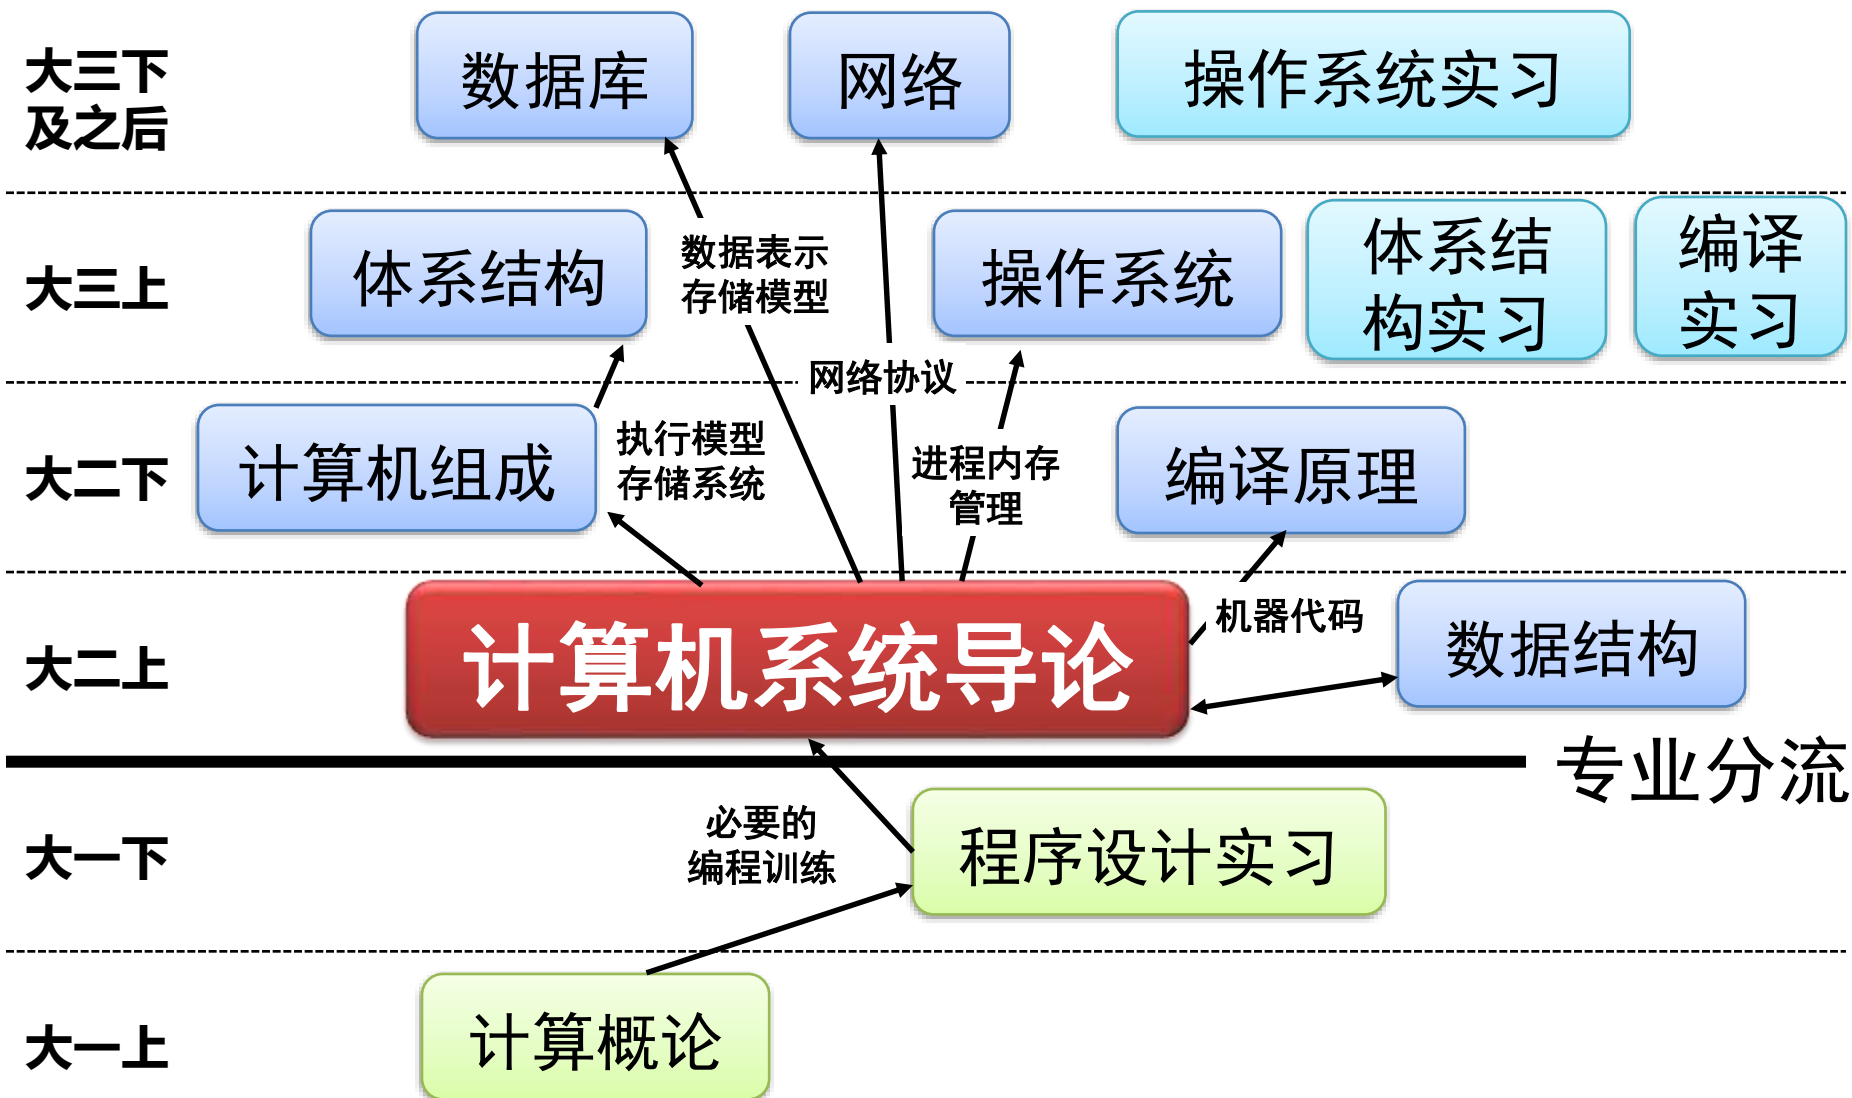 大三下
及之后
数据库
网络
操作系统实习
大三上
体系结构
数据表示
存储模型
操作系统
体系结
构实习
编译
实习
网络协议
大二下
计算机组成
执行模型
存储系统
进程内存
管理
编译原理
大二上
计算机系统导论
机器代码
数据结构
专业分流
大一下
必要的
编程训练
程序设计实习
大一上
计算概论